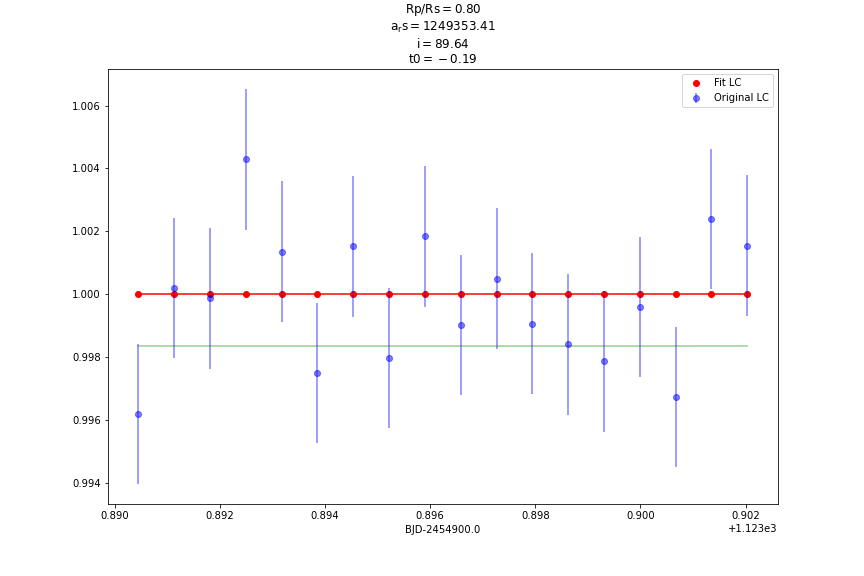 Rp/Rs = 0.80
a_rs = 1249353.41
i = 89.64
t0 = −0.19
Fit LC
Original LC
1.006
1.004
1.002
1.000
0.998
0.996
0.994
0.890 0.892 0.894 0.896 0.898 0.900 0.902
BJD-2454900.0
+1.123e3